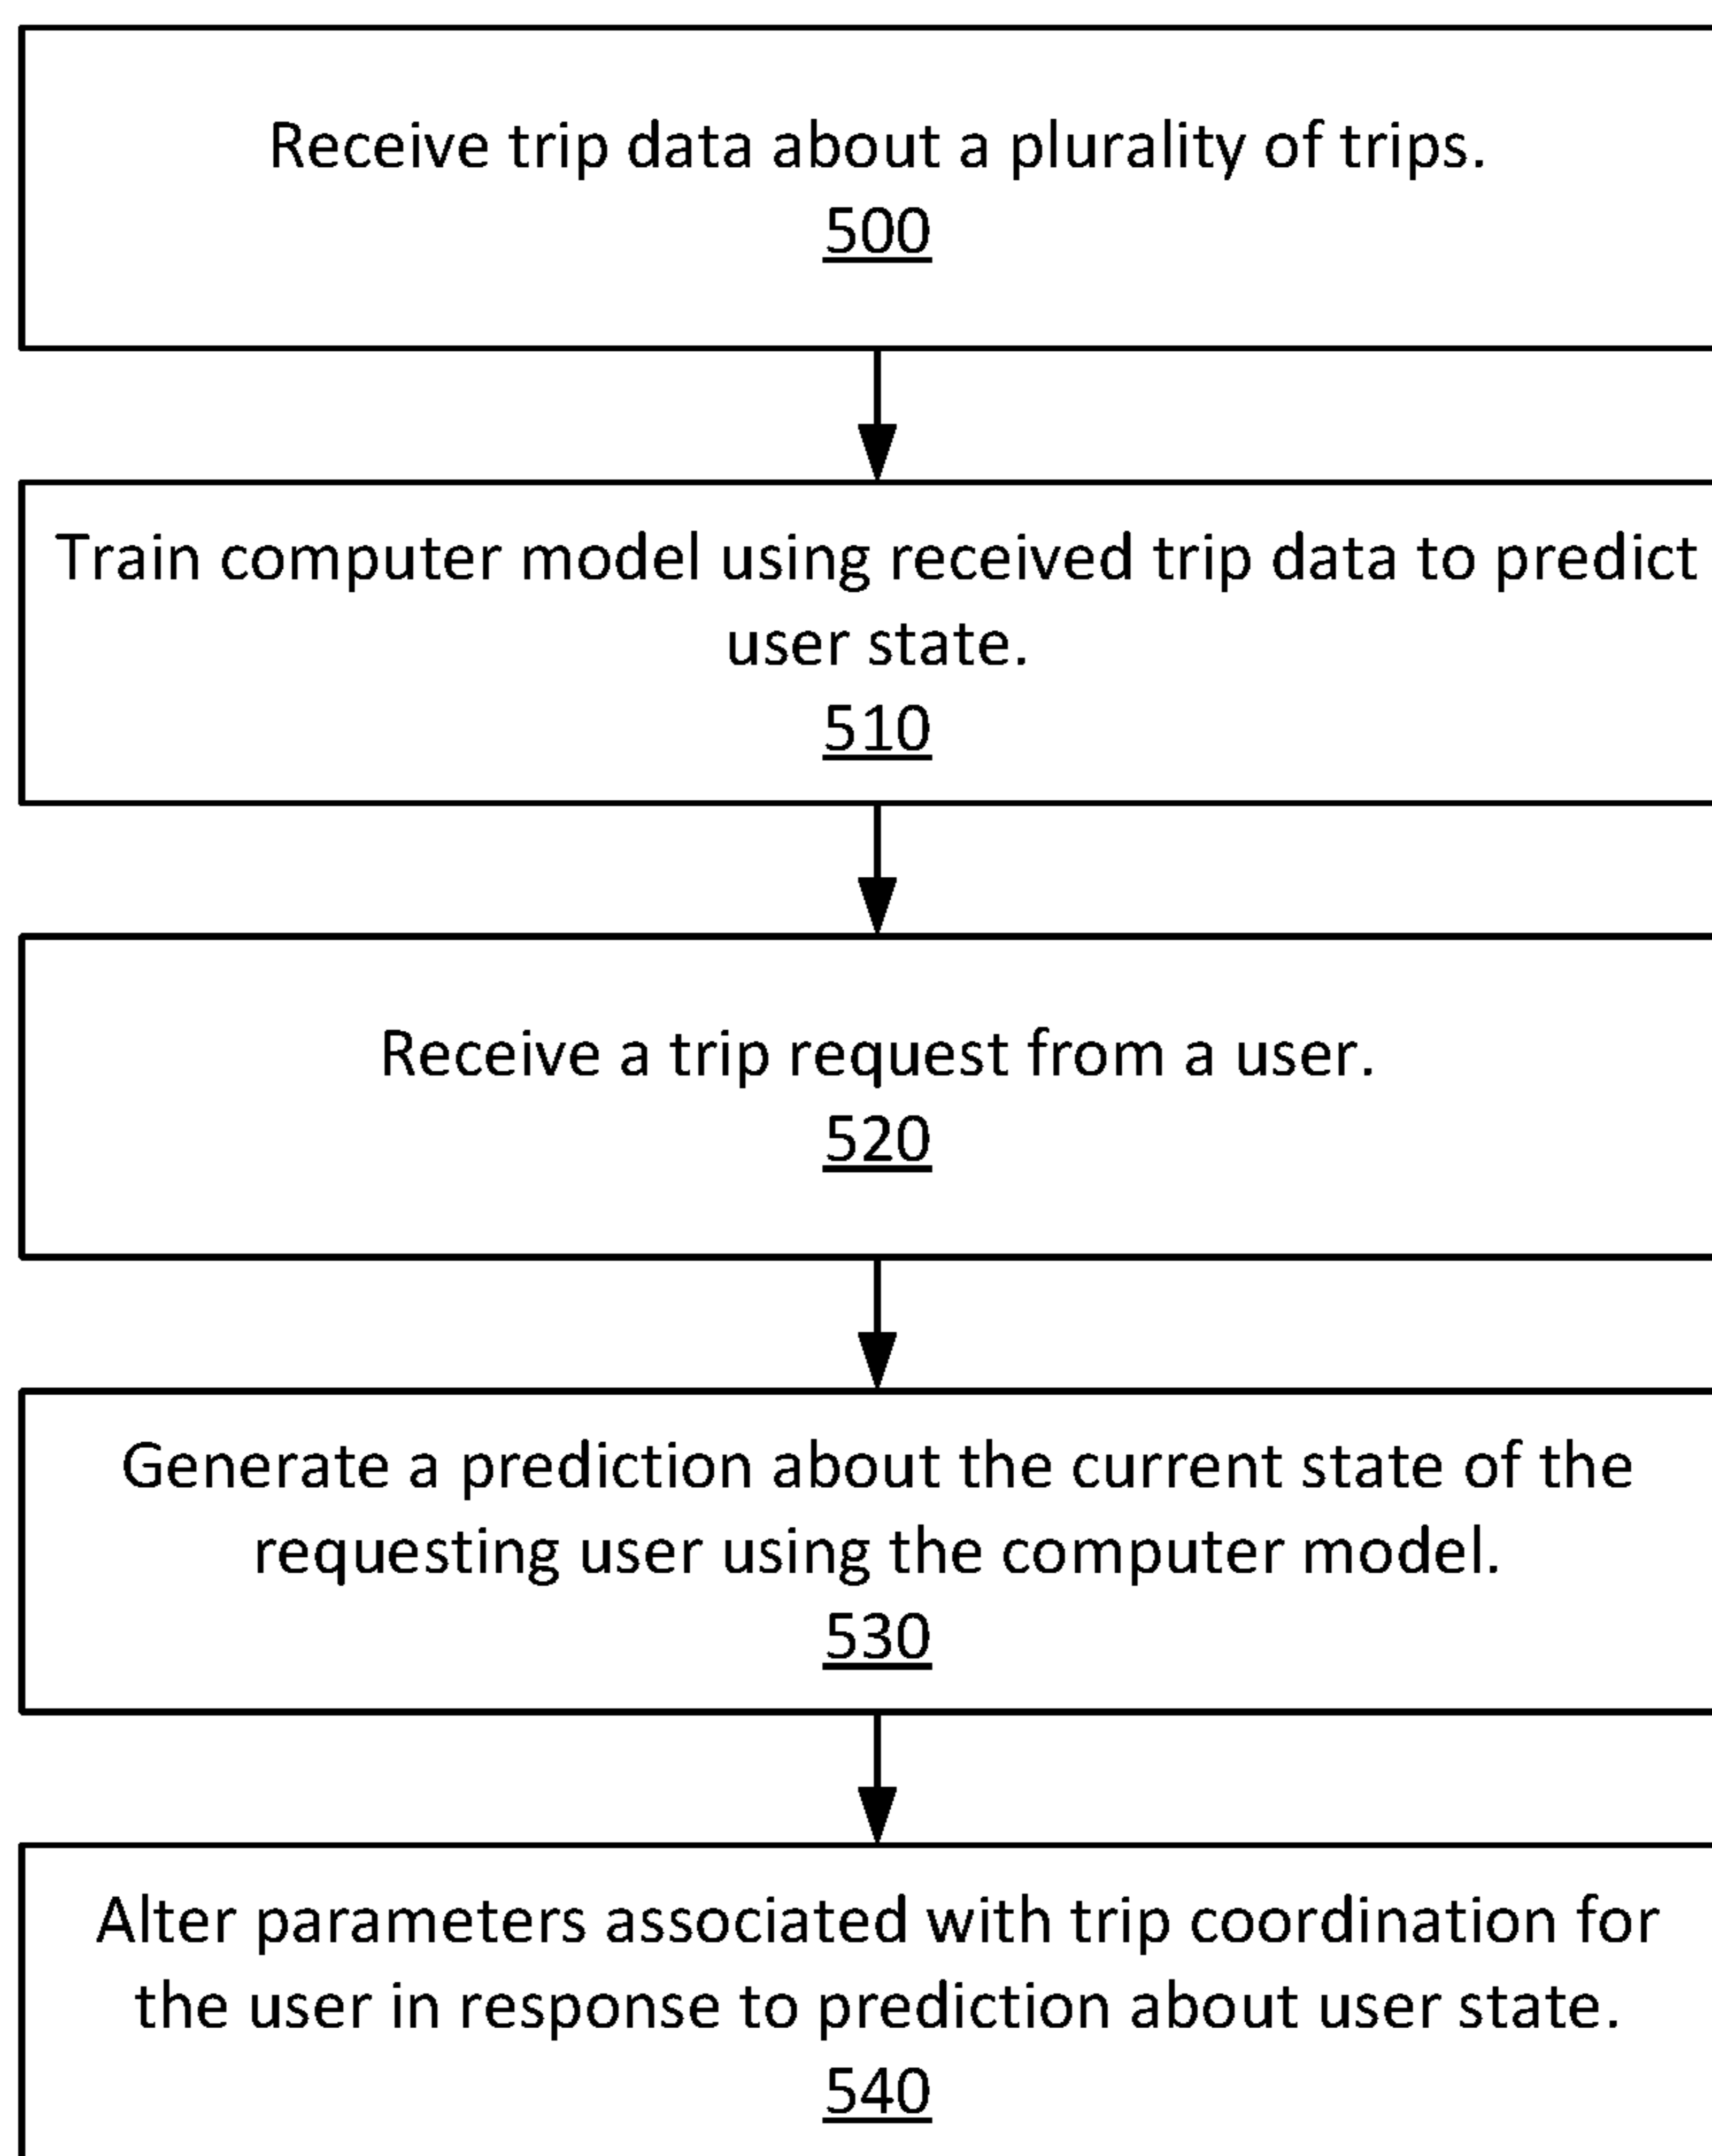 Receive trip data about a plurality of trips.
500
Train computer model using received trip data to predict
user state.
510
Receive a trip request from a user.
520
Generate a prediction about the current state of the
requesting user using the computer model.
530
Alter parameters associated with trip coordination for
the user in response to prediction about user state.
540